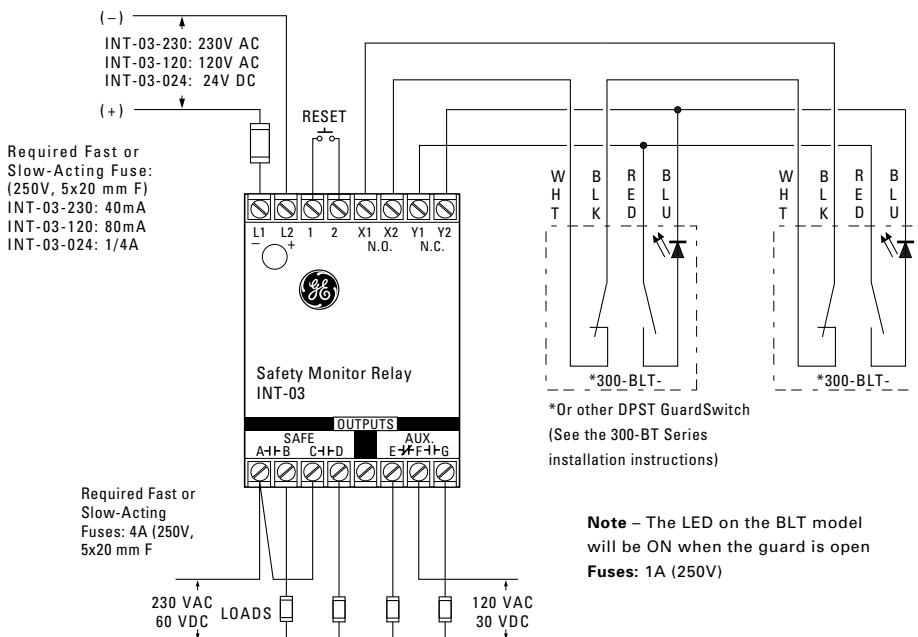 (–)
INT-03-230: 230V AC
INT-03-120: 120V AC
INT-03-024: 24V DC
(+)
RESET
Required Fast or
Slow-Acting Fuse:
(250V, 5x20 mm F)
INT-03-230: 40mA
INT-03-120: 80mA
INT-03-024: 1/4A
WHT BLK RED BLU
WHT BLK RED BLU
L1 L2 1 2 X1 X2 Y1 Y2
– + N.O. N.C.
GE
Safety Monitor Relay
INT-03
*300-BLT-
*300-BLT-
*Or other DPST GuardSwitch
(See the 300-BT Series
installation instructions)
OUTPUTS
SAFE AUX.
A B C D E F G
Required Fast or
Slow-Acting
Fuses: 4A (250V,
5x20 mm F
Note – The LED on the BLT model
will be ON when the guard is open
Fuses: 1A (250V)
230 VAC
60 VDC
LOADS
120 VAC
30 VDC